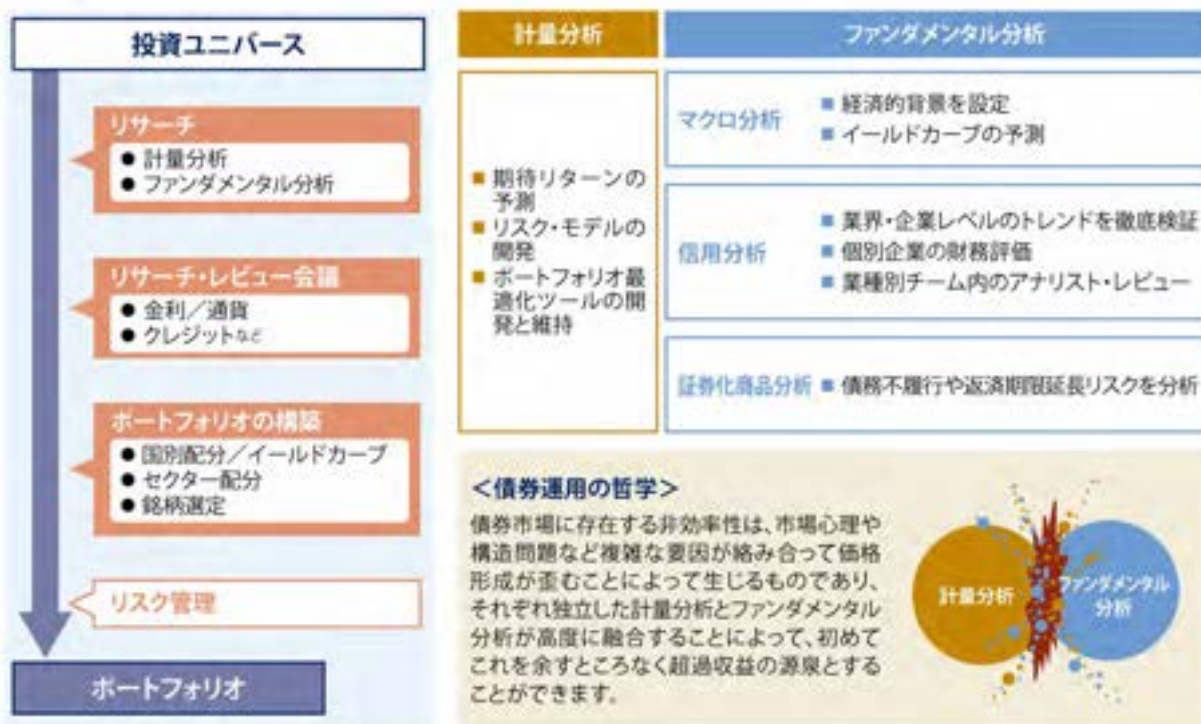 投資ユニバース
リサーチ
● 計量分析
● ファンダメンタル分析
リサーチ・レビュー会議
● 金利／通貨
● クレジットなど
ポートフォリオの構築
● 国別配分／イールドカーブ
● セクター配分
● 銘柄選定
リスク管理
ポートフォリオ
計量分析
■ 期待リターンの
予測
■ リスク・モデルの
開発
■ ポートフォリオ最
適化ツールの開
発と維持
ファンダメンタル分析
マクロ分析
■ 経済的背景を設定
■ イールドカーブの予測
信用分析
■ 業界・企業レベルのトレンドを徹底検証
■ 個別企業の財務評価
■ 業種別チーム内のアナリスト・レビュー
証券化商品分析
■ 債務不履行や返済期限延長リスクを分析
＜債券運用の哲学＞
債券市場に存在する非効率性は、市場心理や
構造問題など複雑な要因が絡み合って価格
形成が歪むことによって生じるものであり、
それぞれ独立した計量分析とファンダメンタル
分析が高度に融合することによって、初めて
これを余すところなく超過収益の源泉とする
ことができます。
計量分析
ファンダメンタル
分析